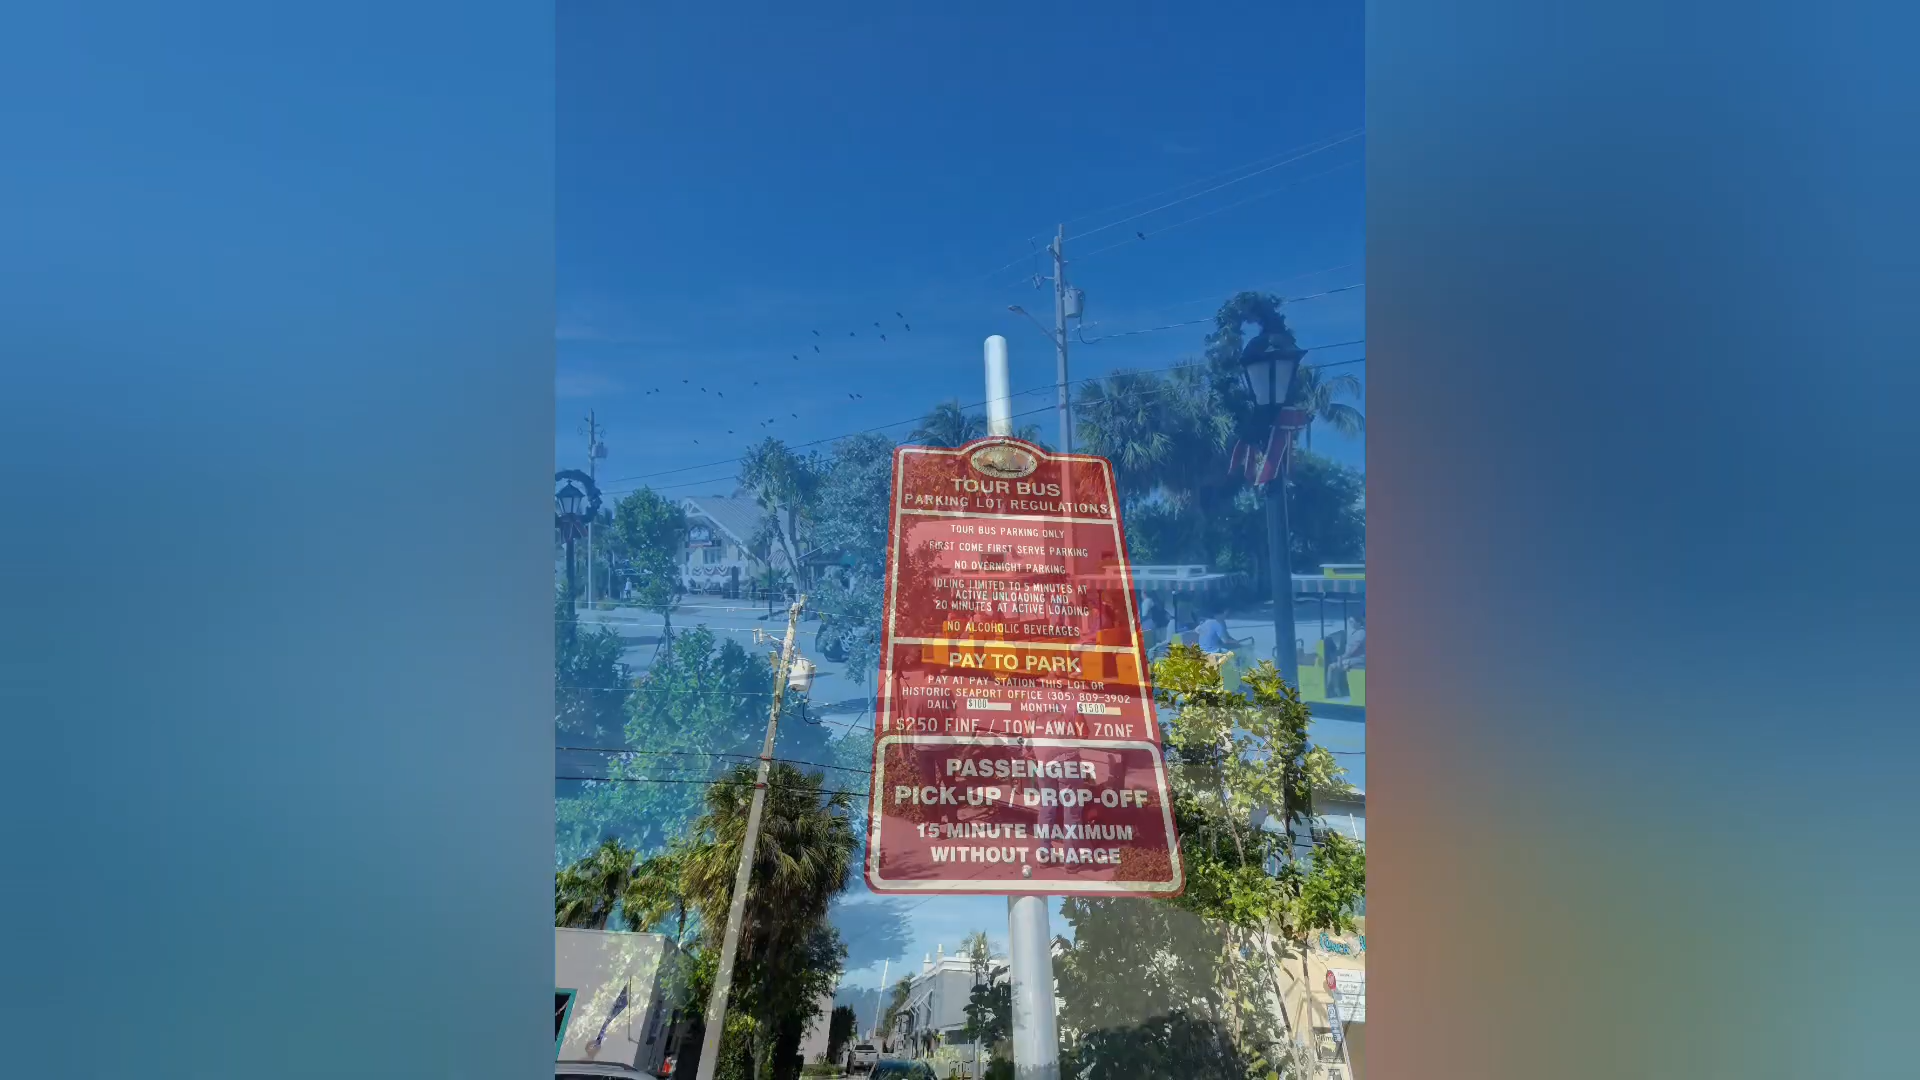 TOUR BUS
PARKING LOT REGULATIONS
TOUR BUS PARKING ONLY
FIRST COME FIRST SERVE PARKING
NO OVERNIGHT PARKING
IDLING LIMITED TO 5 MINUTES AT
ACTIVE UNLOADING AND
20 MINUTES AT ACTIVE LOADING
NO ALCOHOLIC BEVERAGES
PAY TO PARK
PAY AT PAY STATION THIS LOT OR
HISTORIC SEAPORT OFFICE (305) 809-3902
DAILY $100 MONTHLY $1500
$250 FINE / TOW-AWAY ZONE
PASSENGER
PICK-UP / DROP-OFF
15 MINUTE MAXIMUM
WITHOUT CHARGE